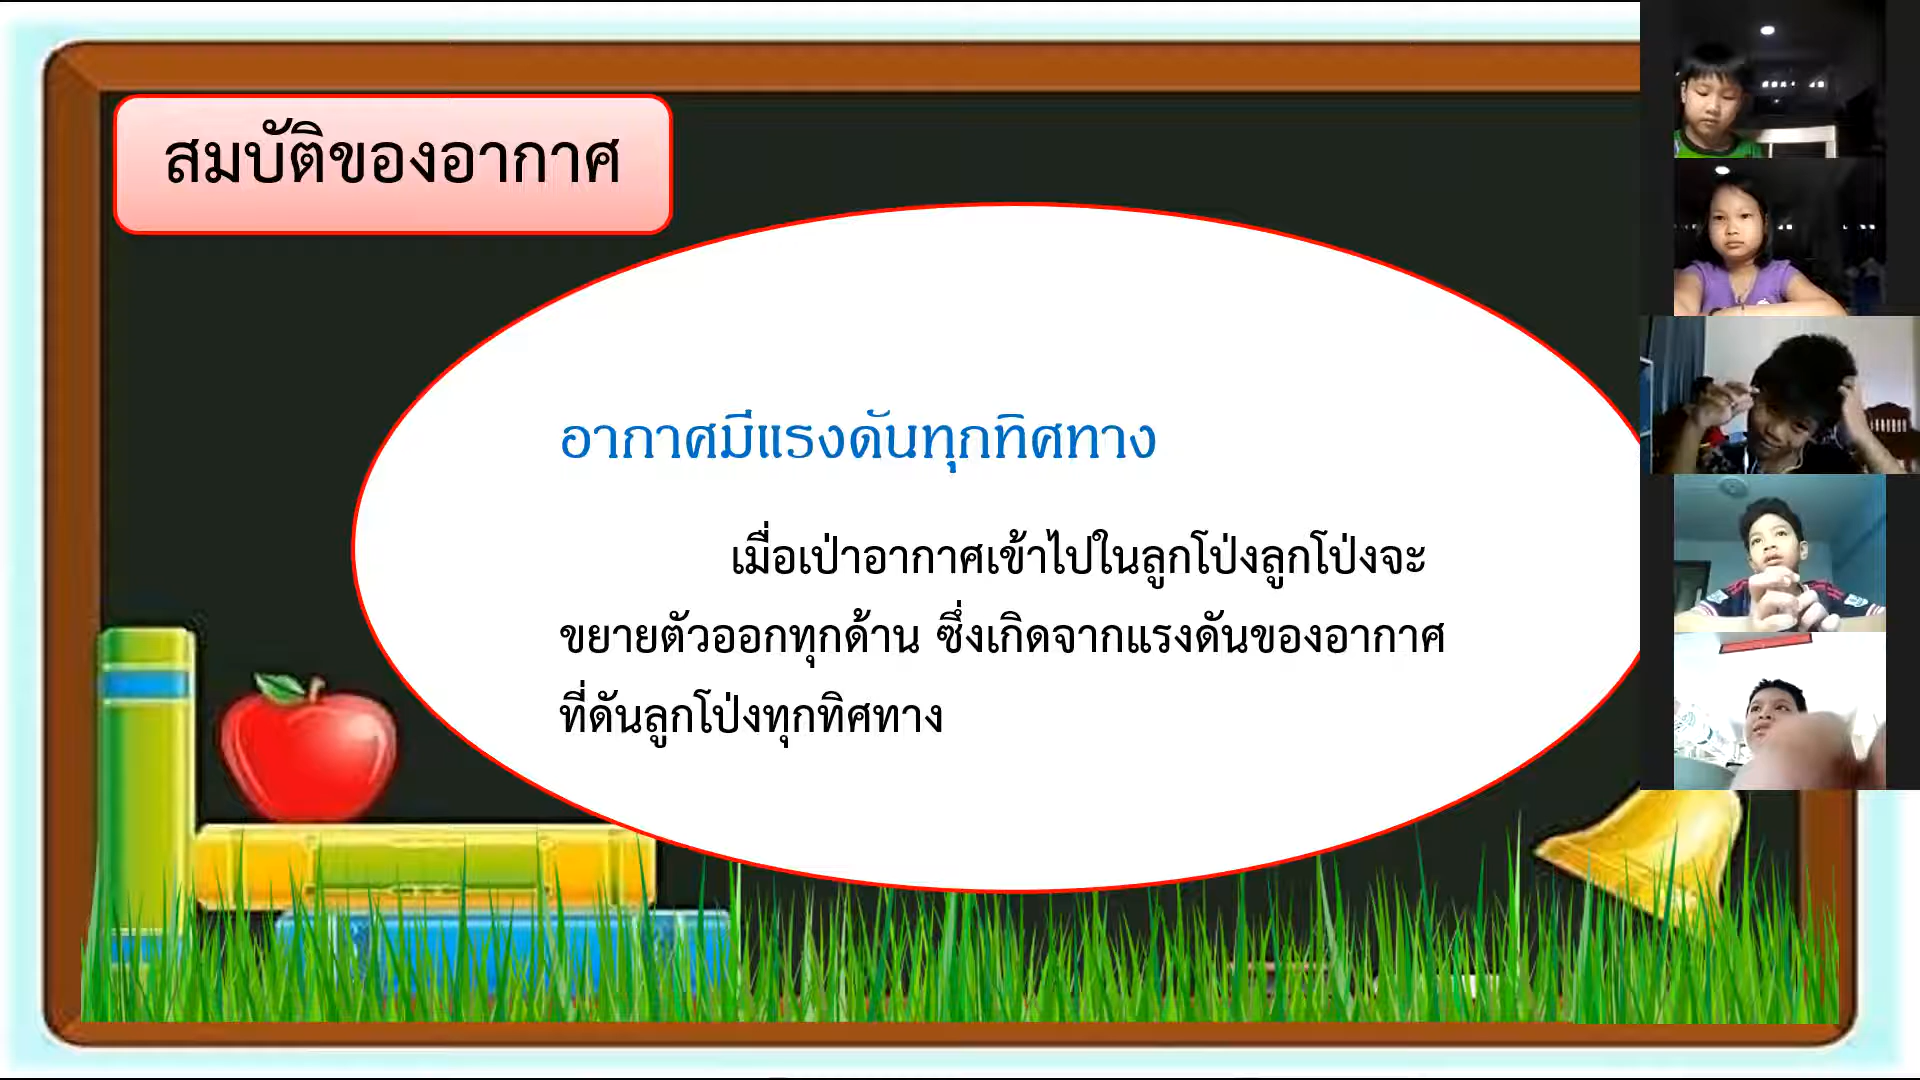 สมบัติของอากาศ
อากาศมีแรงดันทุกทิศทาง
เมื่อเป่าอากาศเข้าไปในลูกโป่งลูกโป่งจะ
ขยายตัวออกทุกด้าน ซึ่งเกิดจากแรงดันของอากาศ
ที่ดันลูกโป่งทุกทิศทาง